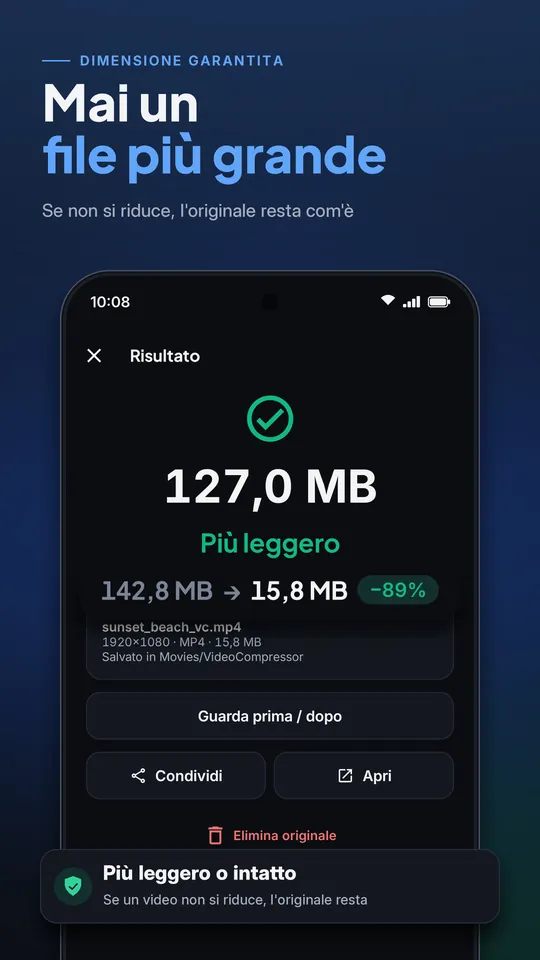 DIMENSIONE GARANTITA
Mai un
file più grande
Se non si riduce, l'originale resta com'è
10:08
Risultato
127,0 MB
Più leggero
142,8 MB → 15,8 MB −89%
sunset_beach_vc.mp4
1920×1080 · MP4 · 15,8 MB
Salvato in Movies/VideoCompressor
Guarda prima / dopo
Condividi
Apri
Elimina originale
Più leggero o intatto
Se un video non si riduce, l'originale resta